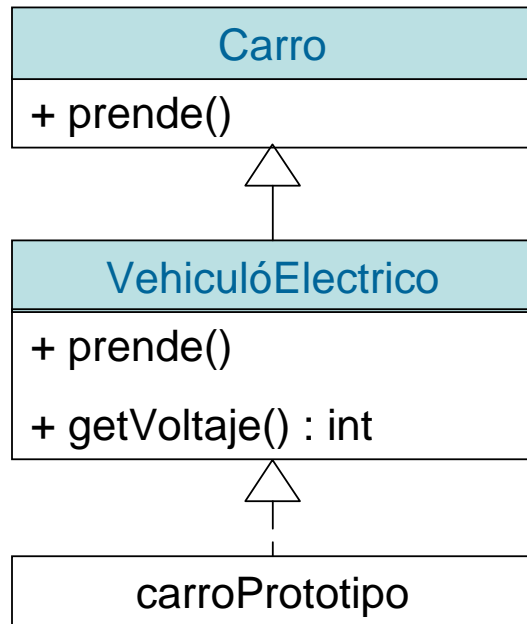 Carro
+ prende()
VehiculóElectrico
+ prende()
+ getVoltaje() : int
carroPrototipo